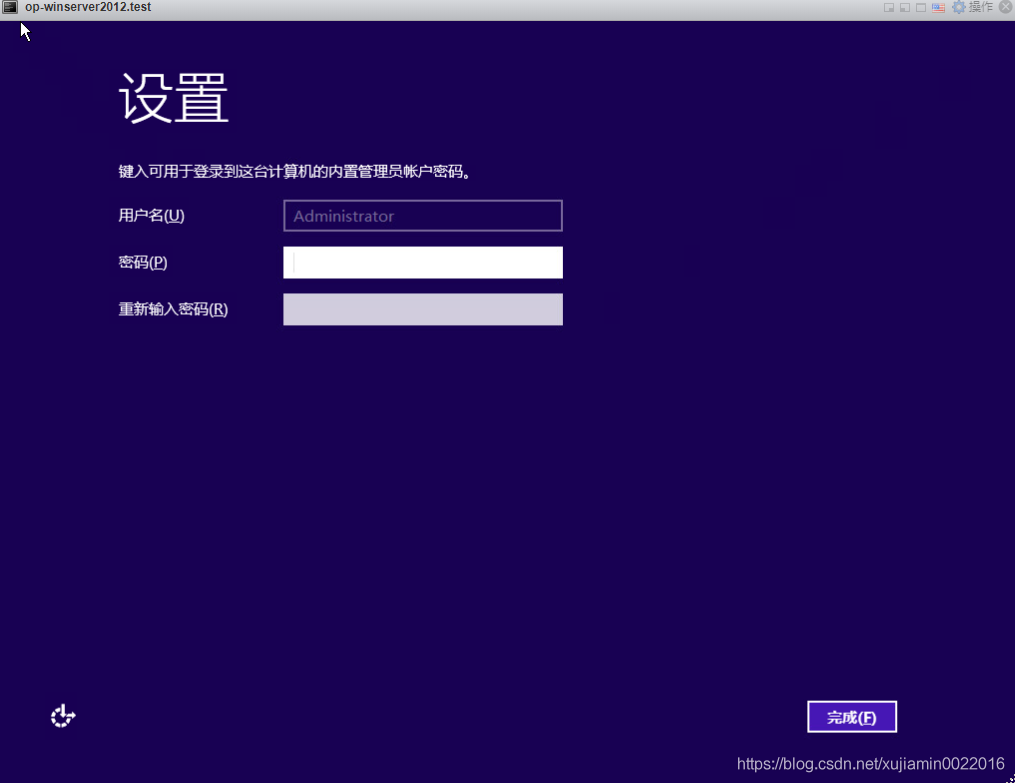 op-winserver2012.test
操作
设置
键入可用于登录到这台计算机的内置管理员帐户密码。
用户名(U)
Administrator
密码(P)
重新输入密码(R)
完成(F)
https://blog.csdn.net/xujiamin0022016